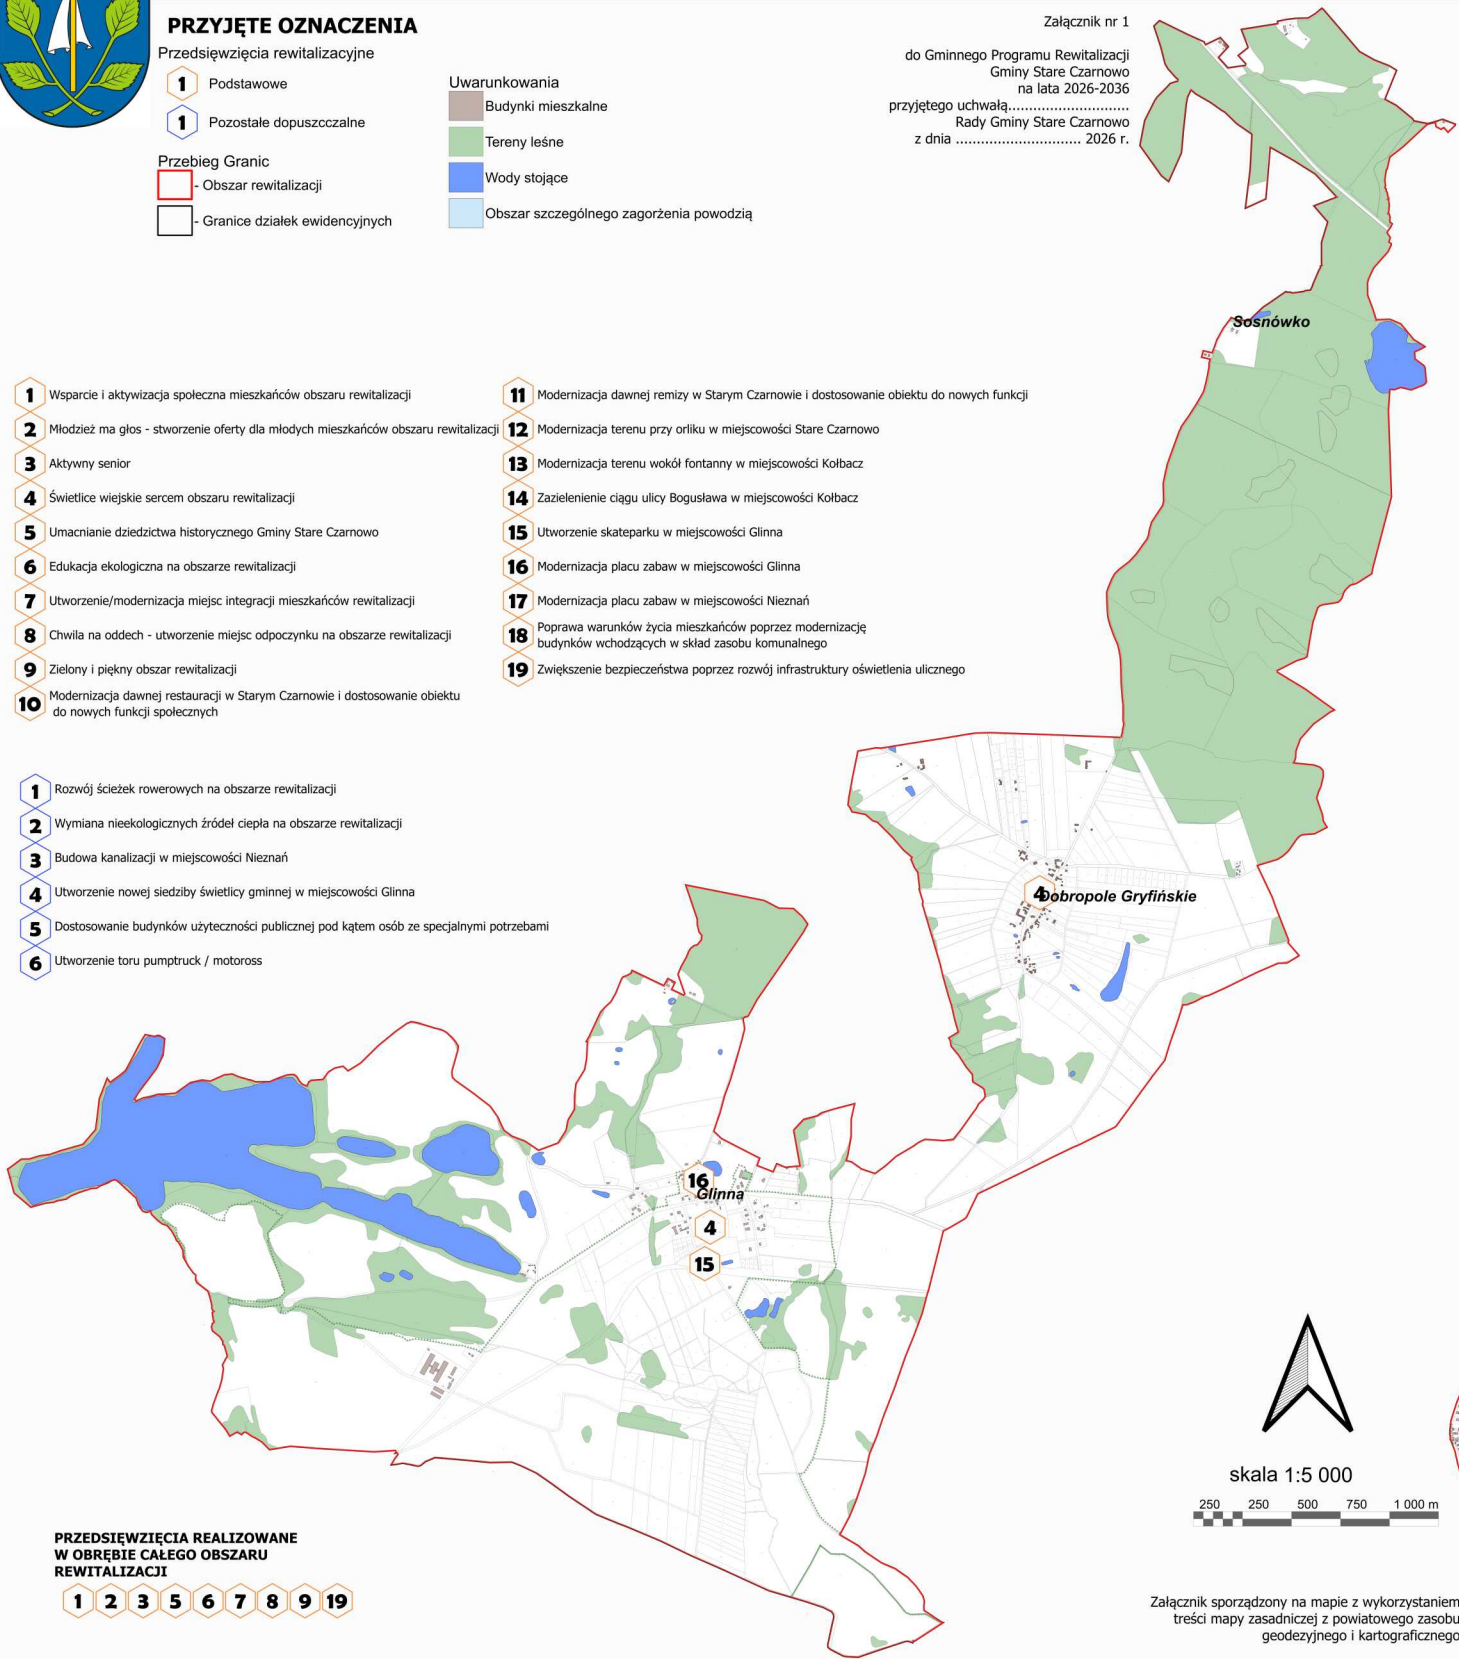 PRZYJĘTE OZNACZENIA
Przedsięwzięcia rewitalizacyjne
1 Podstawowe
1 Pozostałe dopuszcczalne
Przebieg Granic
- Obszar rewitalizacji
- Granice działek ewidencyjnych
Uwarunkowania
Budynki mieszkalne
Tereny leśne
Wody stojące
Obszar szczególnego zagorżenia powodzią
Załącznik nr 1
do Gminnego Programu Rewitalizacji
Gminy Stare Czarnowo
na lata 2026-2036
przyjętego uchwałą.............................
Rady Gminy Stare Czarnowo
z dnia .............................. 2026 r.
1 Wsparcie i aktywizacja społeczna mieszkańców obszaru rewitalizacji
2 Młodzież ma głos - stworzenie oferty dla młodych mieszkańców obszaru rewitalizacji
3 Aktywny senior
4 Świetlice wiejskie sercem obszaru rewitalizacji
5 Umacnianie dziedzictwa historycznego Gminy Stare Czarnowo
6 Edukacja ekologiczna na obszarze rewitalizacji
7 Utworzenie/modernizacja miejsc integracji mieszkańców rewitalizacji
8 Chwila na oddech - utworzenie miejsc odpoczynku na obszarze rewitalizacji
9 Zielony i piękny obszar rewitalizacji
10 Modernizacja dawnej restauracji w Starym Czarnowie i dostosowanie obiektu
do nowych funkcji społecznych
11 Modernizacja dawnej remizy w Starym Czarnowie i dostosowanie obiektu do nowych funkcji
12 Modernizacja terenu przy orliku w miejscowości Stare Czarnowo
13 Modernizacja terenu wokół fontanny w miejscowości Kołbacz
14 Zazielenienie ciągu ulicy Bogusława w miejscowości Kołbacz
15 Utworzenie skateparku w miejscowości Glinna
16 Modernizacja placu zabaw w miejscowości Glinna
17 Modernizacja placu zabaw w miejscowości Nieznań
18 Poprawa warunków życia mieszkańców poprzez modernizację
budynków wchodzących w skład zasobu komunalnego
19 Zwiększenie bezpieczeństwa poprzez rozwój infrastruktury oświetlenia ulicznego
1 Rozwój ścieżek rowerowych na obszarze rewitalizacji
2 Wymiana nieekologicznych źródeł ciepła na obszarze rewitalizacji
3 Budowa kanalizacji w miejscowości Nieznań
4 Utworzenie nowej siedziby świetlicy gminnej w miejscowości Glinna
5 Dostosowanie budynków użyteczności publicznej pod kątem osób ze specjalnymi potrzebami
6 Utworzenie toru pumptruck / motoross
Sosnówko
4 Dobropole Gryfińskie
16
Glinna
4
15
skala 1:5 000
250 250 500 750 1 000 m
PRZEDSIĘWZIĘCIA REALIZOWANE
W OBRĘBIE CAŁEGO OBSZARU
REWITALIZACJI
1 2 3 5 6 7 8 9 19
Załącznik sporządzony na mapie z wykorzystaniem
treści mapy zasadniczej z powiatowego zasobu
geodezyjnego i kartograficznego